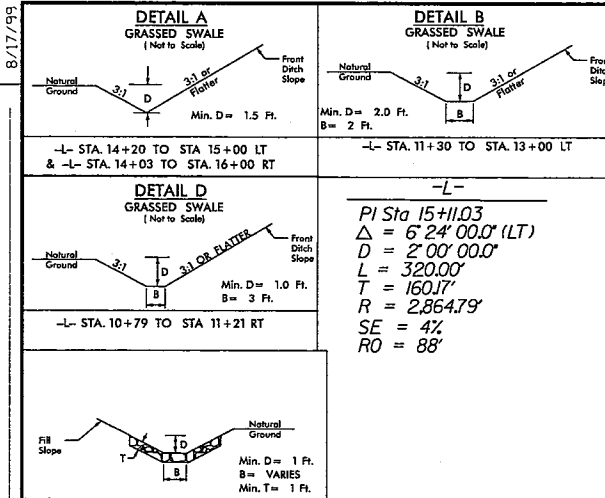 8/17/99
DETAIL A
GRASSED SWALE
(Not to Scale)
Natural
Ground
3:1
D
3:1 or
Flatter
Front
Ditch
Slope
Min. D= 1.5 Ft.
-L- STA. 14+20 TO STA 15+00 LT
& -L- STA. 14+03 TO STA. 16+00 RT
DETAIL B
GRASSED SWALE
(Not to Scale)
Natural
Ground
3:1
D
3:1 or
Flatter
Front
Ditch
Slope
B
Min. D= 2.0 Ft.
B= 2 Ft.
-L- STA. 11+30 TO STA. 13+00 LT
DETAIL D
GRASSED SWALE
(Not to Scale)
Natural
Ground
3:1
D
3:1 OR FLATTER
Front
Ditch
Slope
B
Min. D= 1.0 Ft.
B= 3 Ft.
-L- STA. 10+79 TO STA 11+21 RT
-L-
PI Sta 15+11.03
Δ = 6° 24' 00.0" (LT)
D = 2° 00' 00.0"
L = 320.00'
T = 160.17'
R = 2,864.79'
SE = 4%
RO = 88'
Fill
Slope
T
D
B
Natural
Ground
Min. D= 1 Ft.
B= VARIES
Min. T= 1 Ft.